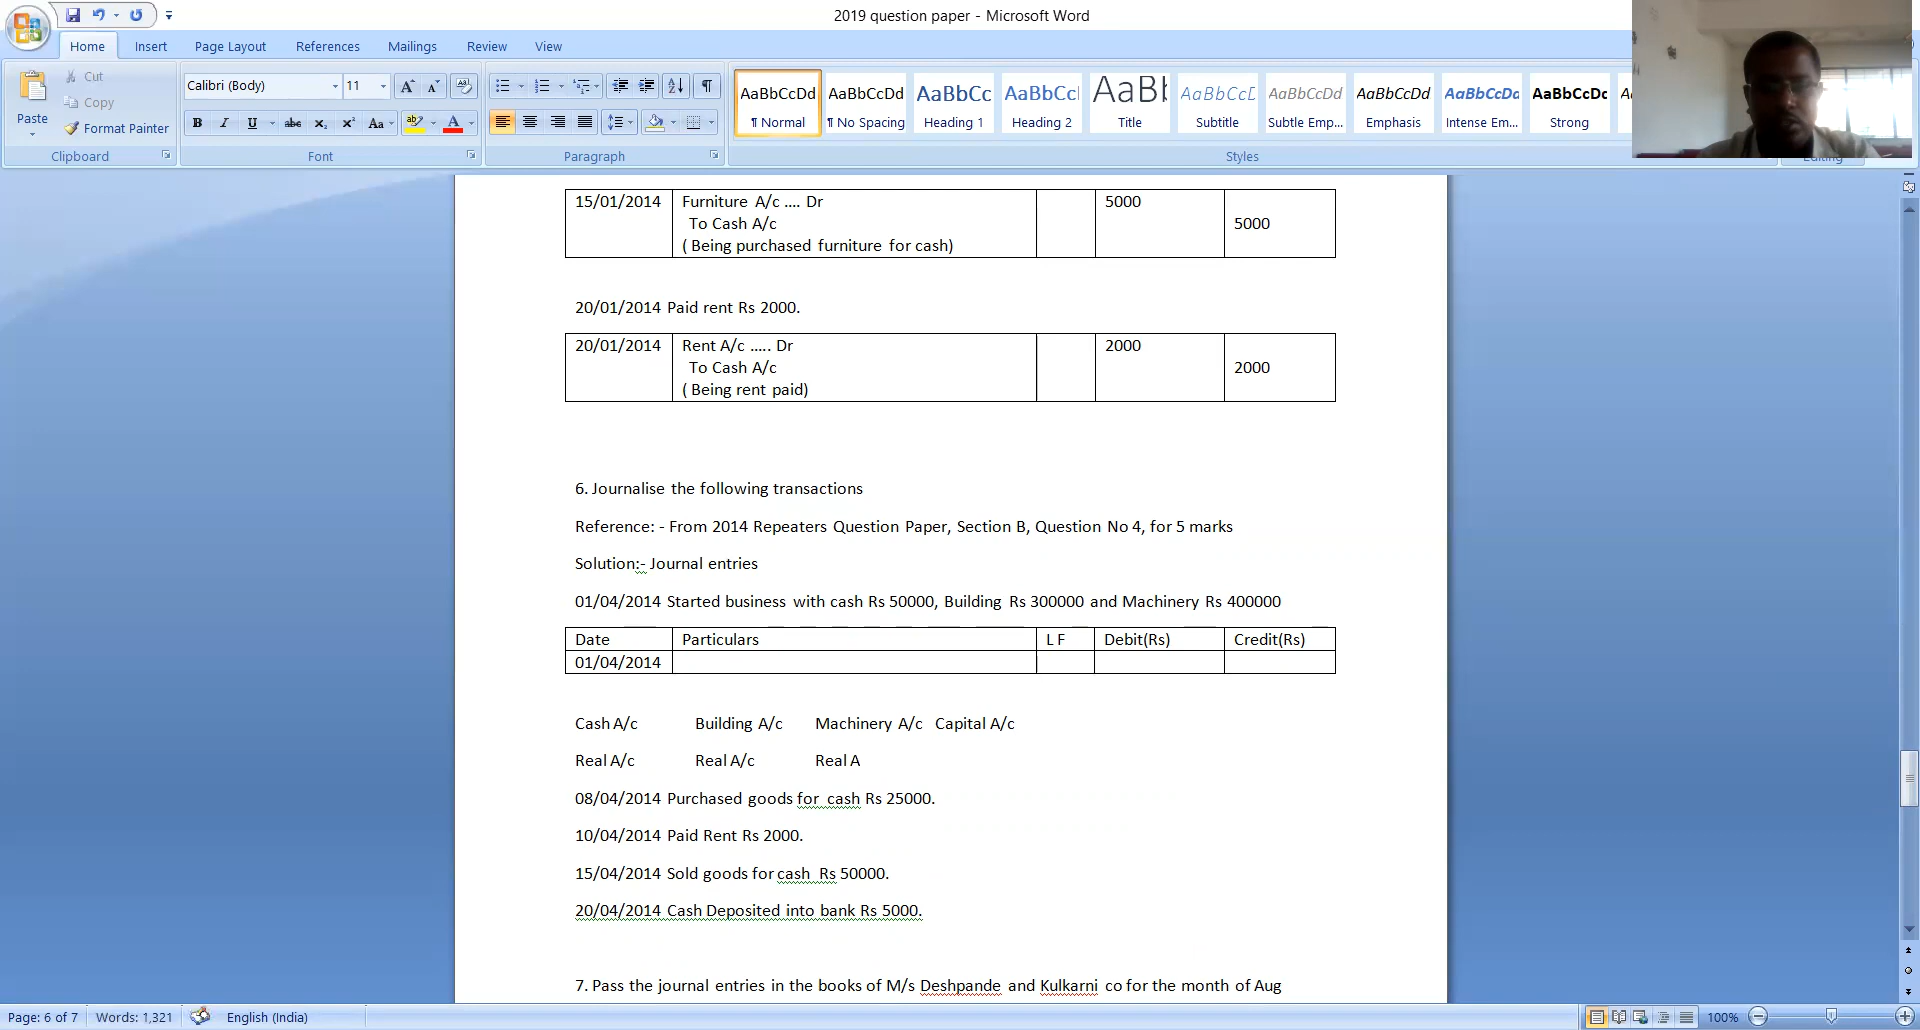 2019 question paper - Microsoft Word
Home Insert Page Layout References Mailings Review View
Paste
Cut
Copy
Format Painter
Clipboard
Calibri (Body) 11
B I U abc X₂ X² Aa
Font
Paragraph
AaBbCcDd AaBbCcDd AaBbCc AaBbCc AaBb AaBbCc AaBbCcDd AaBbCcDd AaBbCcDd AaBbCcDc
¶ Normal ¶ No Spacing Heading 1 Heading 2 Title Subtitle Subtle Emp... Emphasis Intense Em... Strong
Styles
Editing
15/01/2014 Furniture A/c .... Dr 5000
To Cash A/c 5000
( Being purchased furniture for cash)
20/01/2014 Paid rent Rs 2000.
20/01/2014 Rent A/c ..... Dr 2000
To Cash A/c 2000
( Being rent paid)
6. Journalise the following transactions
Reference: - From 2014 Repeaters Question Paper, Section B, Question No 4, for 5 marks
Solution:- Journal entries
01/04/2014 Started business with cash Rs 50000, Building Rs 300000 and Machinery Rs 400000
Date Particulars L F Debit(Rs) Credit(Rs)
01/04/2014
Cash A/c Building A/c Machinery A/c Capital A/c
Real A/c Real A/c Real A
08/04/2014 Purchased goods for cash Rs 25000.
10/04/2014 Paid Rent Rs 2000.
15/04/2014 Sold goods for cash Rs 50000.
20/04/2014 Cash Deposited into bank Rs 5000.
7. Pass the journal entries in the books of M/s Deshpande and Kulkarni co for the month of Aug
Page: 6 of 7 Words: 1,321 English (India) 100%